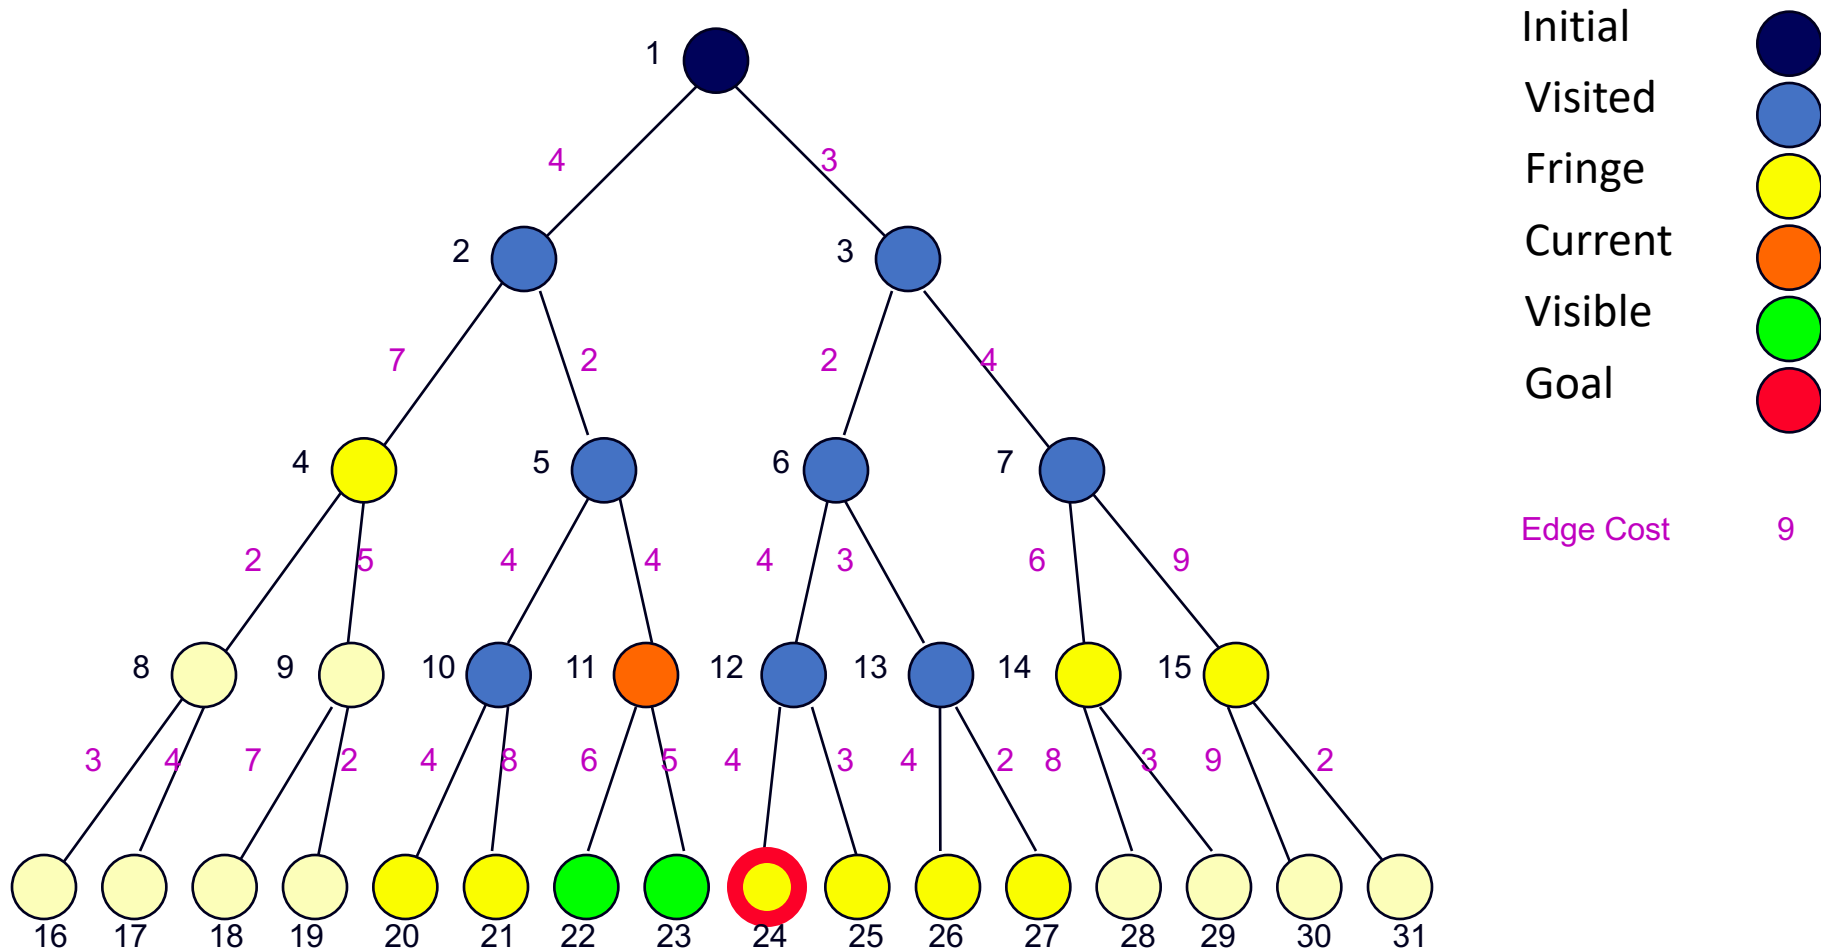 Initial
1
Visited
4 3
Fringe
2 3
Current
Visible
7 2 2 4
Goal
4 5 6 7
Edge Cost 9
2 5 4 4 4 3 6 9
8 9 10 11 12 13 14 15
3 4 7 2 4 8 6 5 4 3 4 2 8 3 9 2
16 17 18 19 20 21 22 23 24 25 26 27 28 29 30 31